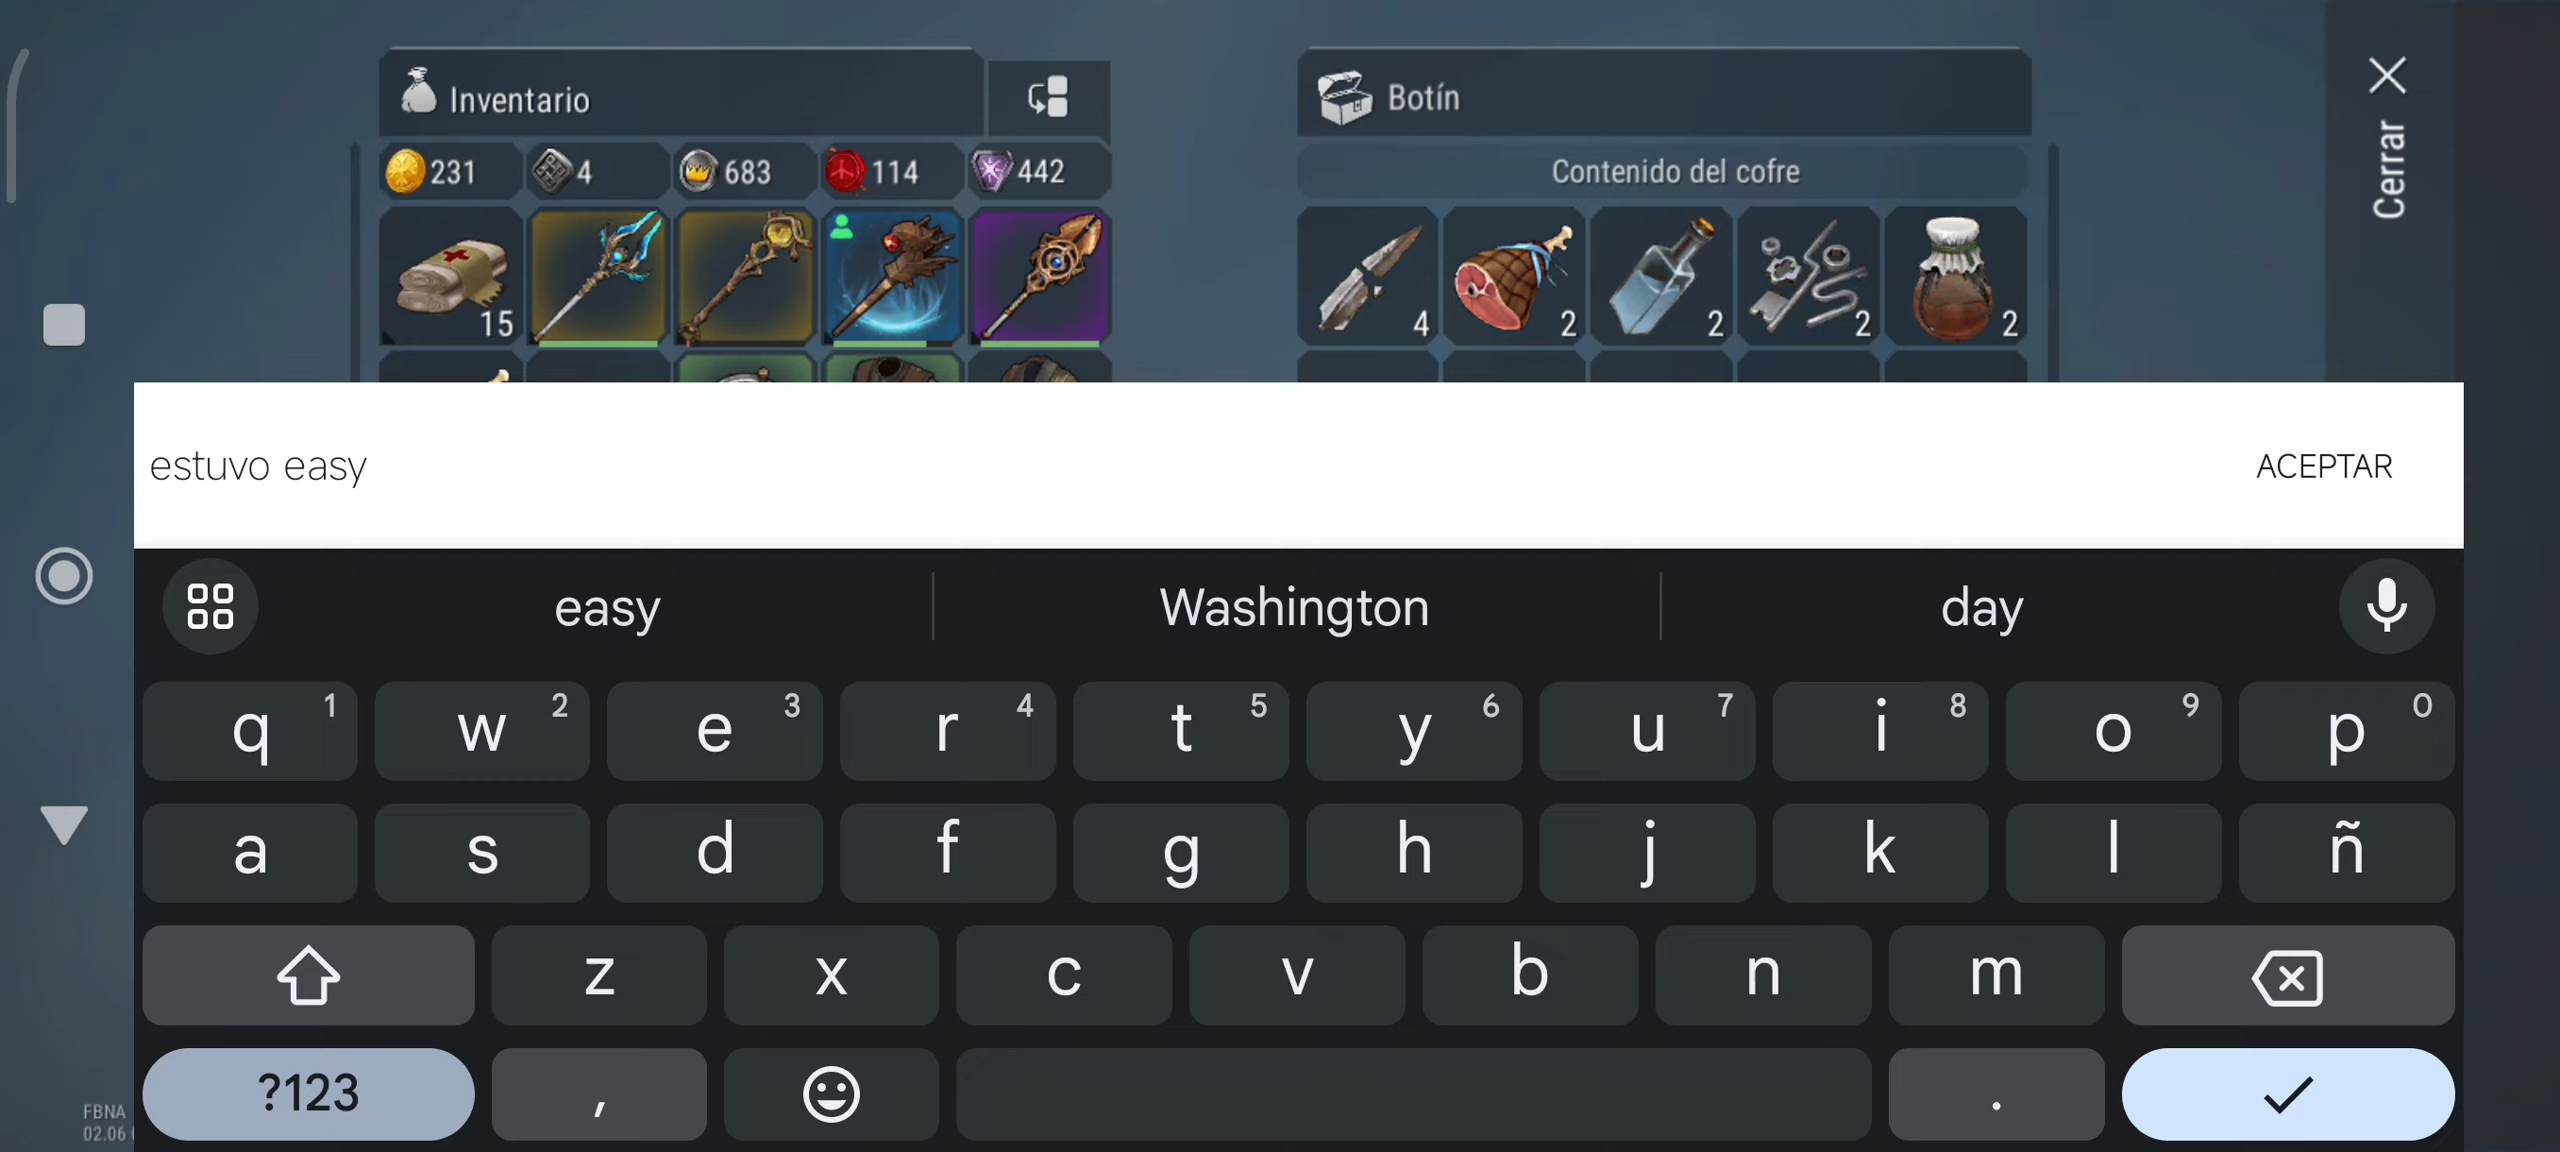 Inventario
Botín
Cerrar
231 4 683 114 442
Contenido del cofre
15
4 2 2 2 2
estuvo easy
ACEPTAR
easy Washington day
q 1 w 2 e 3 r 4 t 5 y 6 u 7 i 8 o 9 p 0
a s d f g h j k l ñ
z x c v b n m
?123 , .
FBNA
02.06